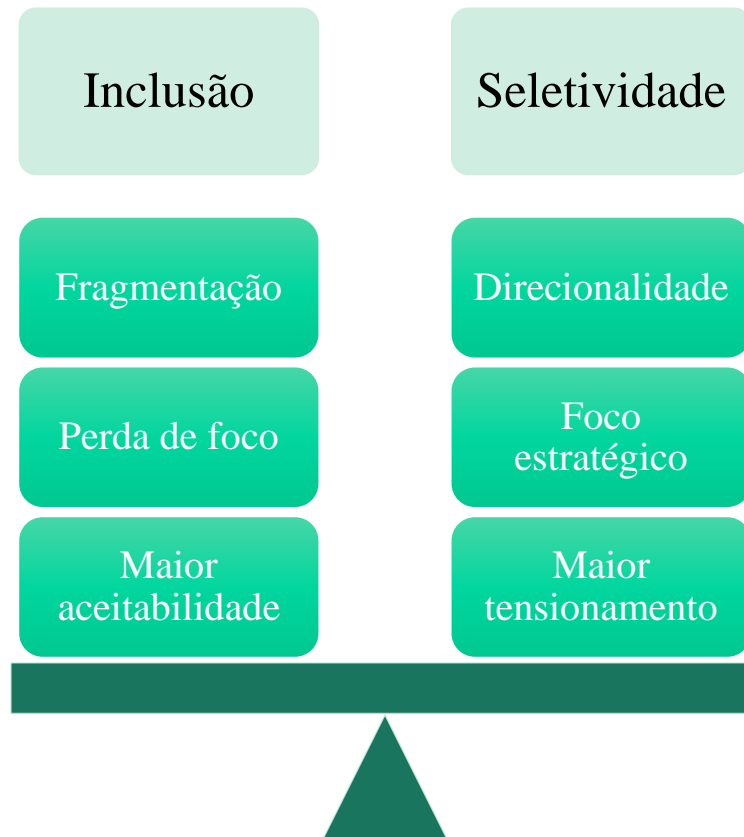 Inclusão
Fragmentação
Perda de foco
Maior
aceitabilidade
Seletividade
Direcionalidade
Foco
estratégico
Maior
tensionamento